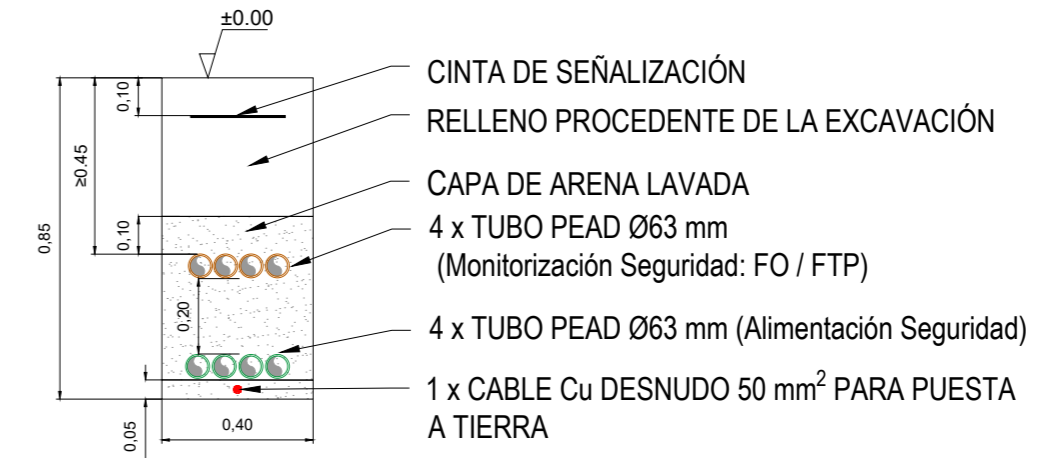 ±0.00
0,10
≥0.45
0,85
0,10
0,20
0,05
0,40
CINTA DE SEÑALIZACIÓN
RELLENO PROCEDENTE DE LA EXCAVACIÓN
CAPA DE ARENA LAVADA
4 x TUBO PEAD Ø63 mm
(Monitorización Seguridad: FO / FTP)
4 x TUBO PEAD Ø63 mm (Alimentación Seguridad)
1 x CABLE Cu DESNUDO 50 mm² PARA PUESTA
A TIERRA